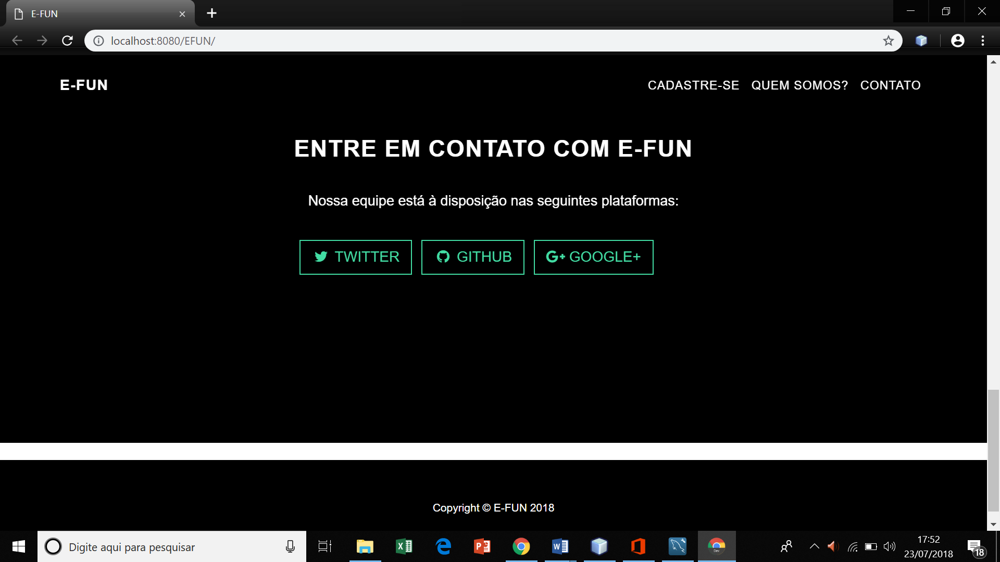 E-FUN
localhost:8080/EFUN/
E-FUN
CADASTRE-SE QUEM SOMOS? CONTATO
ENTRE EM CONTATO COM E-FUN
Nossa equipe está à disposição nas seguintes plataformas:
TWITTER GITHUB G+ GOOGLE+
Copyright © E-FUN 2018
Digite aqui para pesquisar
Dev
17:52
23/07/2018
18